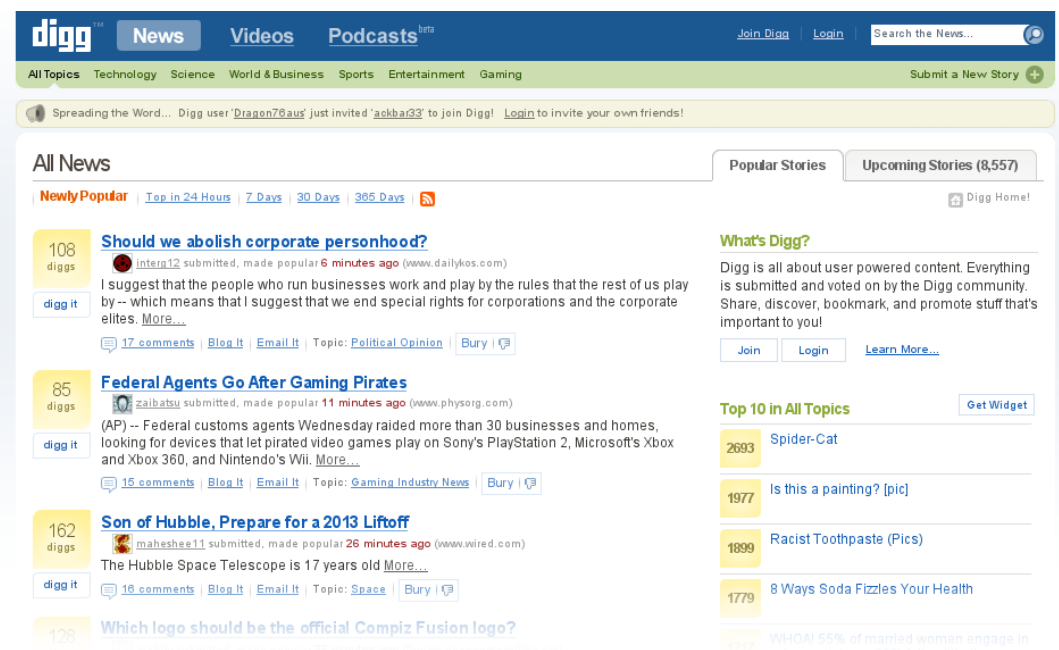 digg™ News Videos Podcasts beta Join Digg Login Search the News...
All Topics Technology Science World & Business Sports Entertainment Gaming Submit a New Story
Spreading the Word... Digg user 'Dragon76aus' just invited 'ackbar33' to join Digg! Login to invite your own friends!
All News
Popular Stories Upcoming Stories (8,557)
Newly Popular Top in 24 Hours 7 Days 30 Days 365 Days
Digg Home!
108
diggs
digg it
Should we abolish corporate personhood?
interg12 submitted, made popular 6 minutes ago (www.dailykos.com)
I suggest that the people who run businesses work and play by the rules that the rest of us play
by -- which means that I suggest that we end special rights for corporations and the corporate
elites. More...
17 comments Blog It Email It Topic: Political Opinion Bury
85
diggs
digg it
Federal Agents Go After Gaming Pirates
zaibatsu submitted, made popular 11 minutes ago (www.physorg.com)
(AP) -- Federal customs agents Wednesday raided more than 30 businesses and homes,
looking for devices that let pirated video games play on Sony's PlayStation 2, Microsoft's Xbox
and Xbox 360, and Nintendo's Wii. More...
15 comments Blog It Email It Topic: Gaming Industry News Bury
162
diggs
digg it
Son of Hubble, Prepare for a 2013 Liftoff
maheshee11 submitted, made popular 26 minutes ago (www.wired.com)
The Hubble Space Telescope is 17 years old More...
16 comments Blog It Email It Topic: Space Bury
128
Which logo should be the official Compiz Fusion logo?
What's Digg?
Digg is all about user powered content. Everything
is submitted and voted on by the Digg community.
Share, discover, bookmark, and promote stuff that's
important to you!
Join Login Learn More...
Top 10 in All Topics Get Widget
2693 Spider-Cat
1977 Is this a painting? [pic]
1899 Racist Toothpaste (Pics)
1779 8 Ways Soda Fizzles Your Health
WHOA! 55% of married women engage in